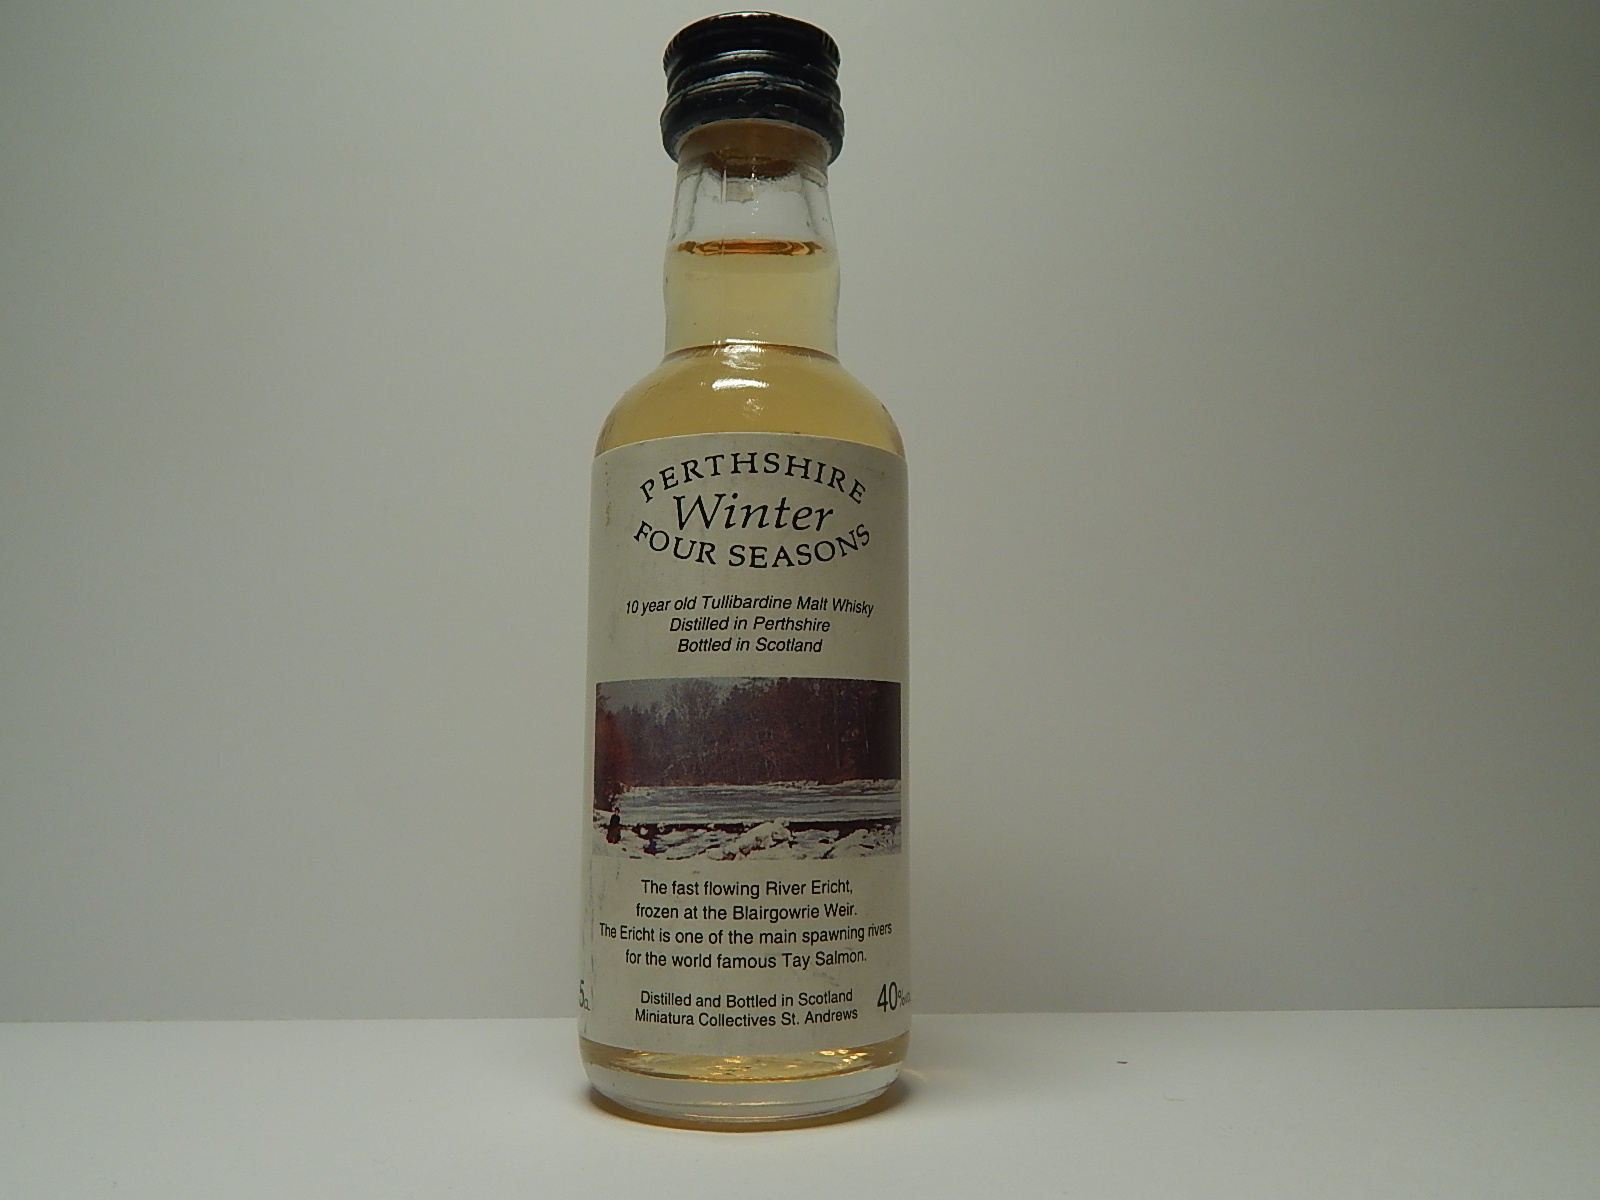 PERTHSHIRE
Winter
FOUR SEASONS
10 year old Tullibardine Malt Whisky
Distilled in Perthshire
Bottled in Scotland
The fast flowing River Ericht,
frozen at the Blairgowrie Weir.
The Ericht is one of the main spawning rivers
for the world famous Tay Salmon.
Distilled and Bottled in Scotland
Miniatura Collectives St. Andrews
5cl
40%vol